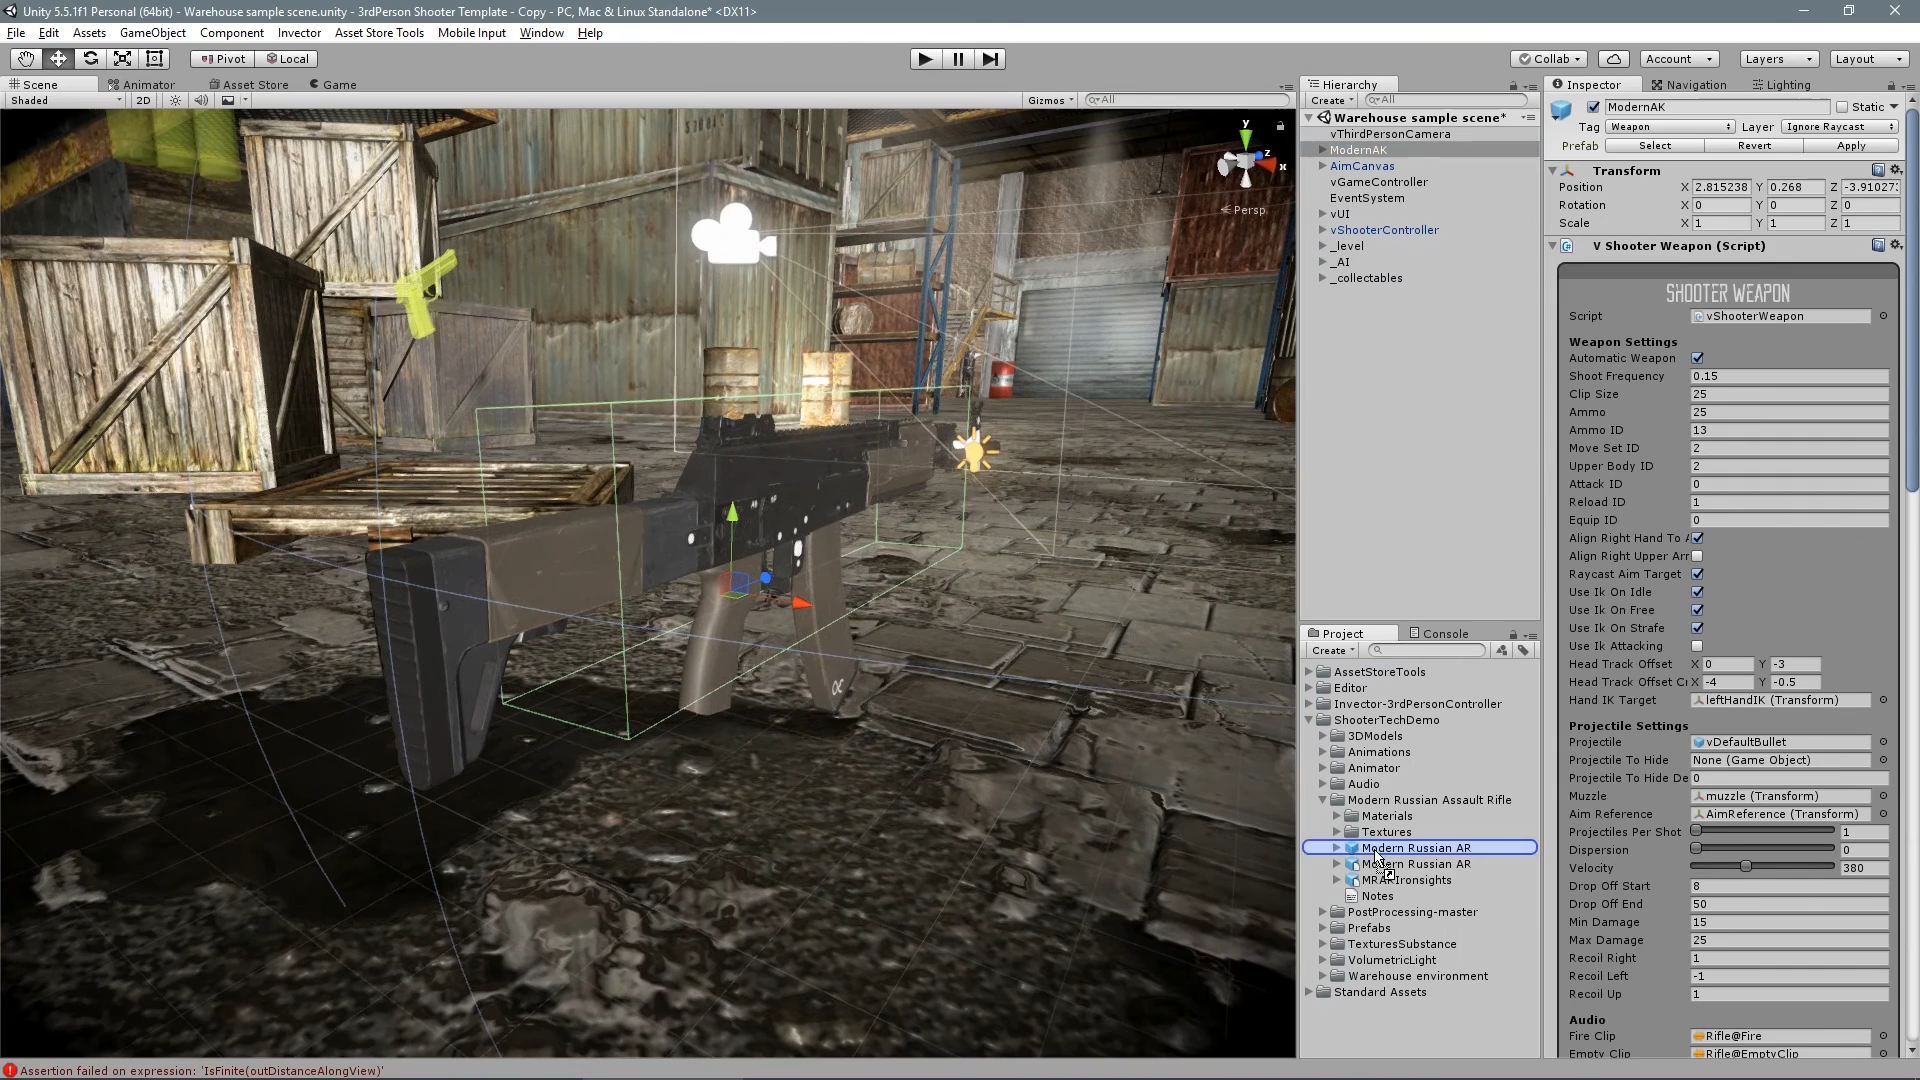 Unity 5.5.1f1 Personal (64bit) - Warehouse sample scene.unity - 3rdPerson Shooter Template - Copy - PC, Mac & Linux Standalone* <DX11>
File Edit Assets GameObject Component Invector Asset Store Tools Mobile Input Window Help
Pivot Local Collab Account Layers Layout
Scene Animator Asset Store Game
Shaded 2D Gizmos All
y
z
x
Persp
Hierarchy
Create All
Warehouse sample scene*
vThirdPersonCamera
ModernAK
AimCanvas
vGameController
EventSystem
vUI
vShooterController
_level
_AI
_collectables
Project Console
Create
AssetStoreTools
Editor
Invector-3rdPersonController
ShooterTechDemo
3DModels
Animations
Animator
Audio
Modern Russian Assault Rifle
Materials
Textures
Modern Russian AR
Modern Russian AR
MRAR Ironsights
Notes
PostProcessing-master
Prefabs
TexturesSubstance
VolumetricLight
Warehouse environment
Standard Assets
Inspector Navigation Lighting
ModernAK Static
Tag Weapon Layer Ignore Raycast
Prefab Select Revert Apply
Transform
Position X 2.815238 Y 0.268 Z -3.91027
Rotation X 0 Y 0 Z 0
Scale X 1 Y 1 Z 1
V Shooter Weapon (Script)
SHOOTER WEAPON
Script vShooterWeapon
Weapon Settings
Automatic Weapon
Shoot Frequency 0.15
Clip Size 25
Ammo 25
Ammo ID 13
Move Set ID 2
Upper Body ID 2
Attack ID 0
Reload ID 1
Equip ID 0
Align Right Hand To A
Align Right Upper Arr
Raycast Aim Target
Use Ik On Idle
Use Ik On Free
Use Ik On Strafe
Use Ik Attacking
Head Track Offset X 0 Y -3
Head Track Offset Cr X -4 Y -0.5
Hand IK Target leftHandIK (Transform)
Projectile Settings
Projectile vDefaultBullet
Projectile To Hide None (Game Object)
Projectile To Hide De 0
Muzzle muzzle (Transform)
Aim Reference AimReference (Transform)
Projectiles Per Shot 1
Dispersion 0
Velocity 380
Drop Off Start 8
Drop Off End 50
Min Damage 15
Max Damage 25
Recoil Right 1
Recoil Left -1
Recoil Up 1
Audio
Fire Clip Rifle@Fire
Empty Clip Rifle@EmptyClip
Assertion failed on expression: 'IsFinite(outDistanceAlongView)'